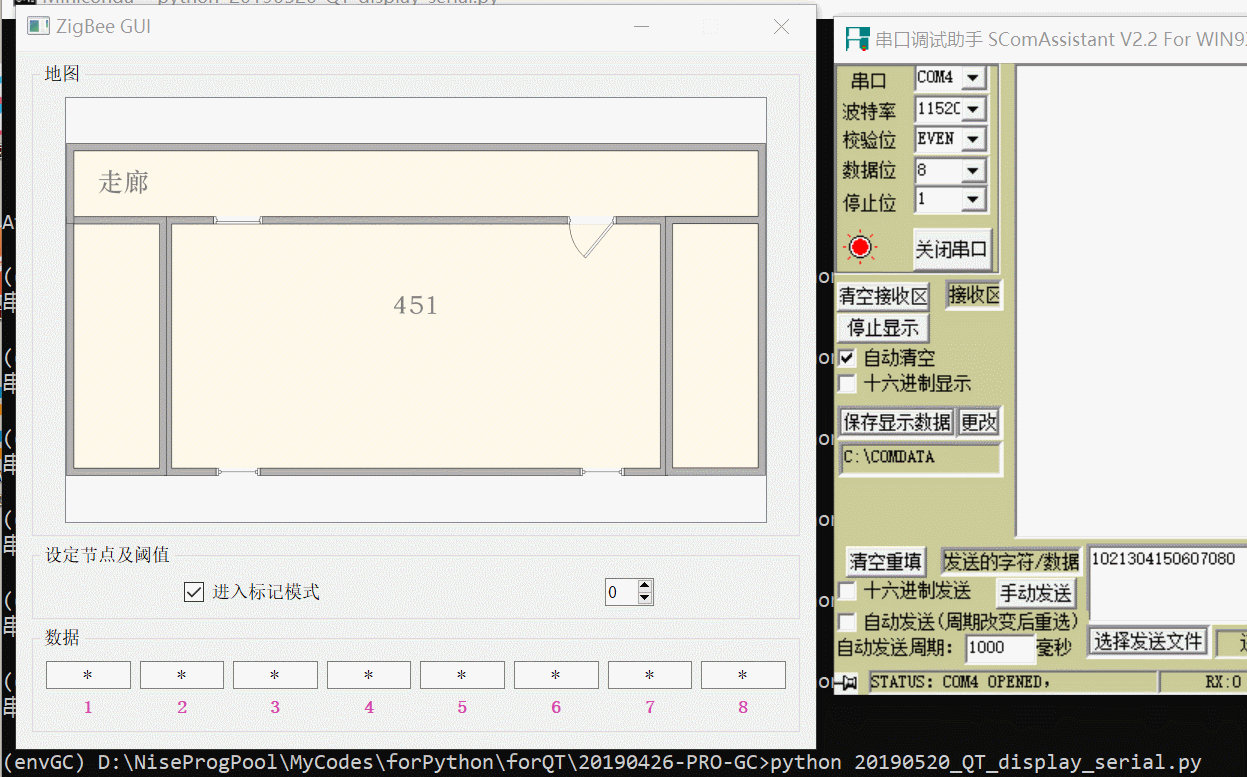 Miniconda - python 20190520_QT_display_serial.py
ZigBee GUI
地图
走廊
451
设定节点及阈值
进入标记模式
0
数据
* * * * * * * *
1 2 3 4 5 6 7 8
串口调试助手 SComAssistant V2.2 For WIN9
串口 COM4
波特率 11520
校验位 EVEN
数据位 8
停止位 1
关闭串口
清空接收区 接收区
停止显示
自动清空
十六进制显示
保存显示数据 更改
C:\COMDATA
清空重填 发送的字符/数据 1021304150607080
十六进制发送 手动发送
自动发送(周期改变后重选)
自动发送周期: 1000 毫秒 选择发送文件
STATUS: COM4 OPENED, RX:0
(envGC) D:\NiseProgPool\MyCodes\forPython\forQT\20190426-PRO-GC>python 20190520_QT_display_serial.py